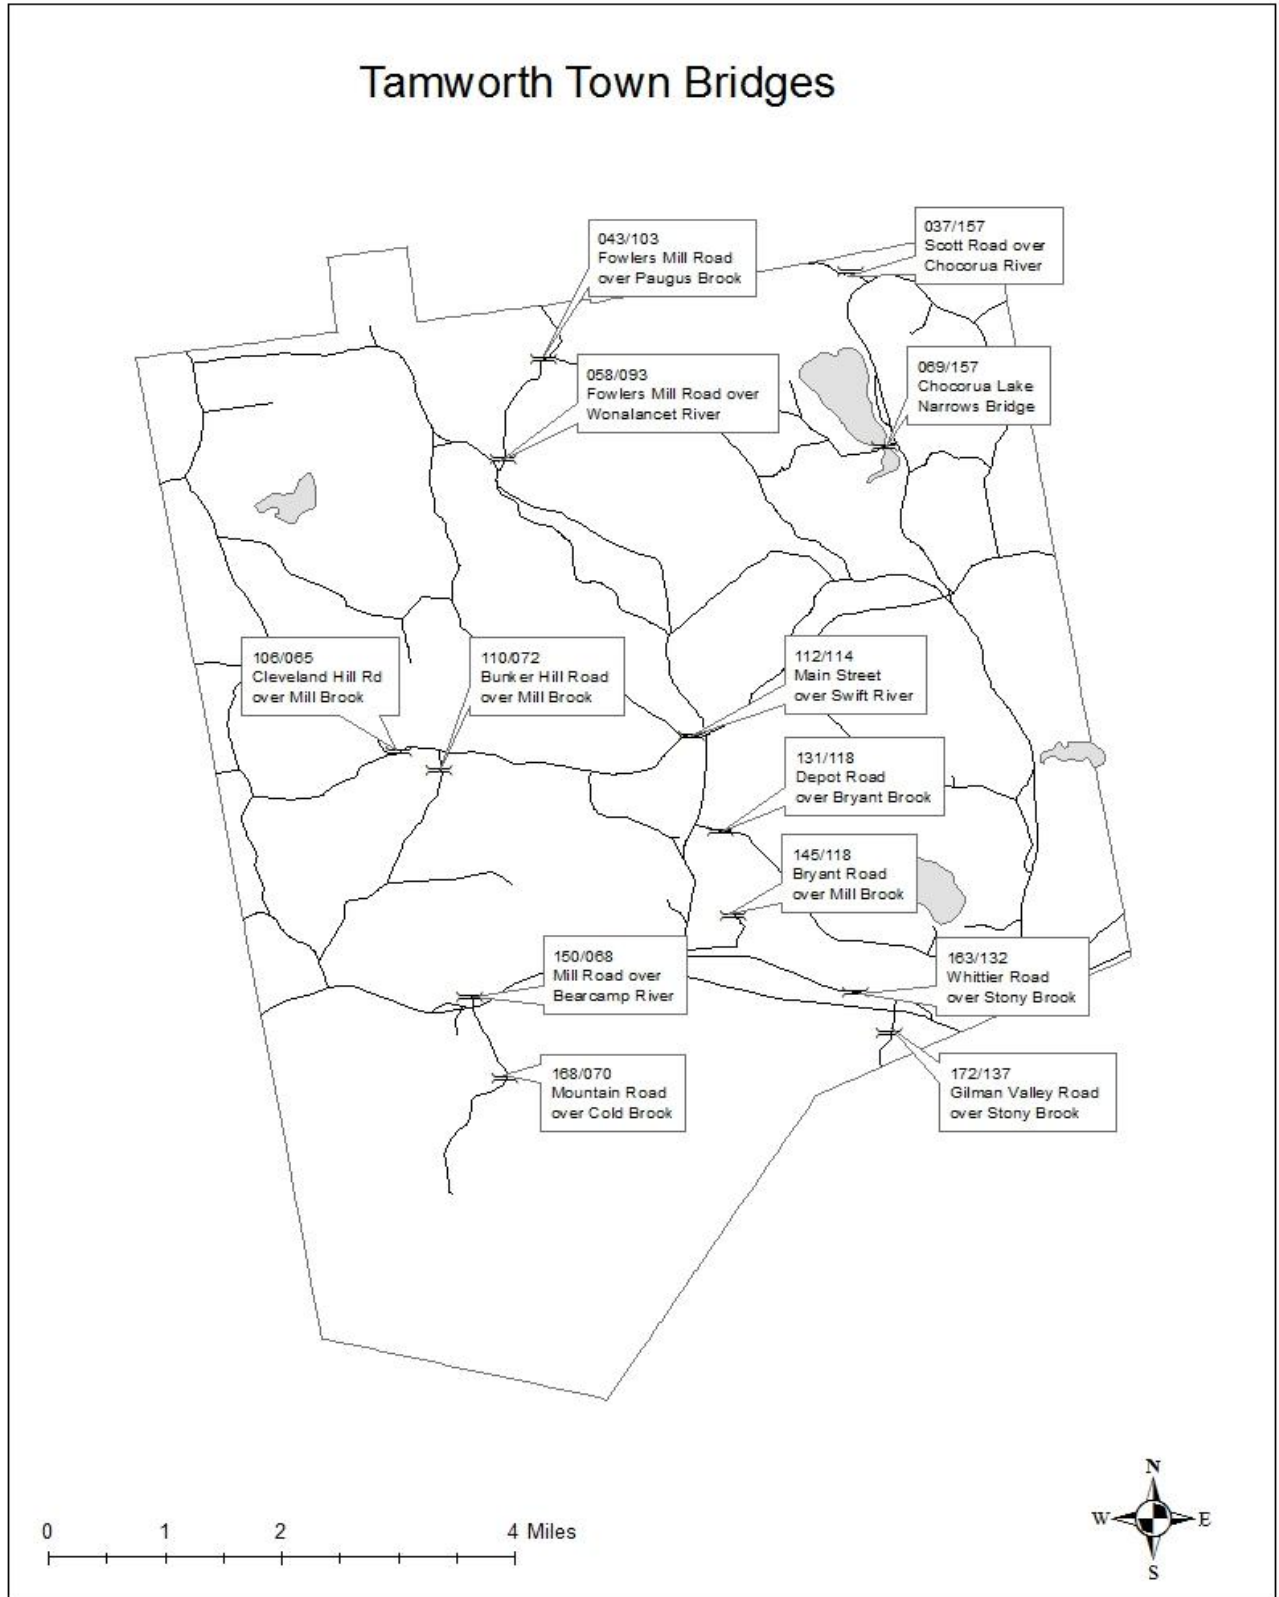 Tamworth Town Bridges
037/157
Scott Road over
Chocorua River
043/103
Fowlers Mill Road
over Paugus Brook
058/093
Fowlers Mill Road over
Wonalancet River
069/157
Chocorua Lake
Narrows Bridge
106/065
Cleveland Hill Rd
over Mill Brook
110/072
Bunker Hill Road
over Mill Brook
112/114
Main Street
over Swift River
131/118
Depot Road
over Bryant Brook
145/118
Bryant Road
over Mill Brook
150/068
Mill Road over
Bearcamp River
163/132
Whittier Road
over Stony Brook
168/070
Mountain Road
over Cold Brook
172/137
Gilman Valley Road
over Stony Brook
N
W E
S
0 1 2 4 Miles